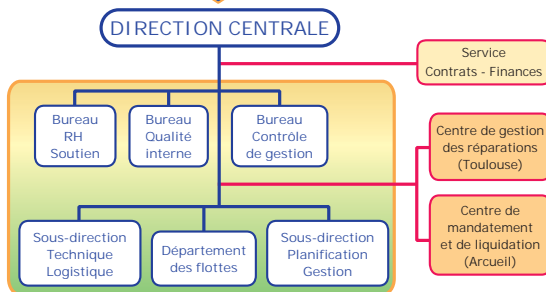 DIRECTION CENTRALE
Service
Contrats - Finances
Bureau
RH
Soutien
Bureau
Qualité
interne
Bureau
Contrôle
de gestion
Centre de gestion
des réparations
(Toulouse)
Centre de
mandatement
et de liquidation
(Arcueil)
Sous-direction
Technique
Logistique
Département
des flottes
Sous-direction
Planification
Gestion